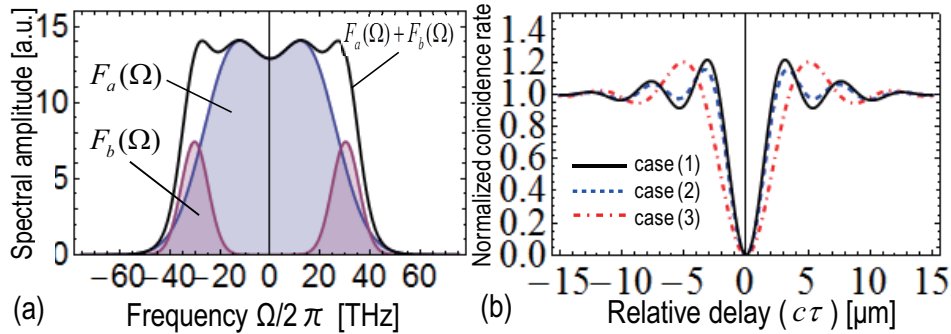 Spectral amplitude [a.u.]
15
10
5
0
F_a(Ω)
F_b(Ω)
F_a(Ω)+F_b(Ω)
−60 −40 −20 0 20 40 60
(a) Frequency Ω/2 π [THz]
Normalized coincidence rate
1.4
1.2
1.0
0.8
0.6
0.4
0.2
0.0
case (1)
case (2)
case (3)
−15 −10 −5 0 5 10 15
(b) Relative delay (cτ) [μm]